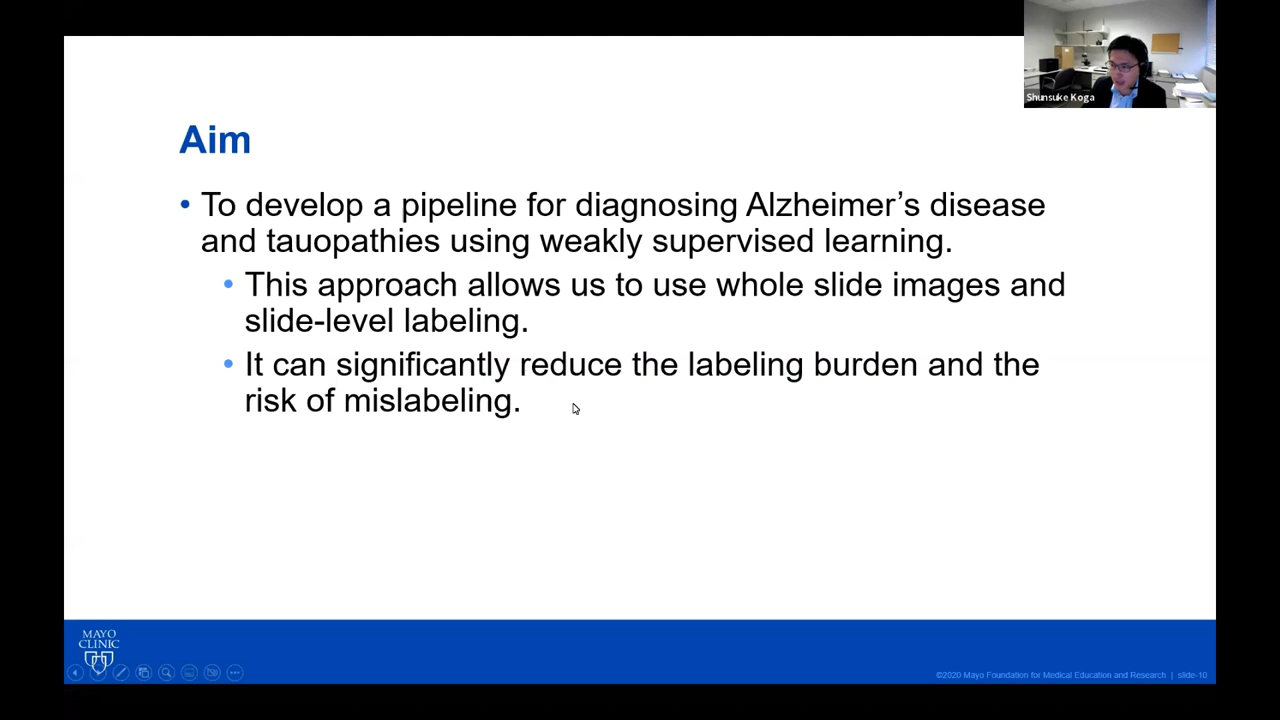 Shunsuke Koga
Aim
• To develop a pipeline for diagnosing Alzheimer’s disease
and tauopathies using weakly supervised learning.
• This approach allows us to use whole slide images and
slide-level labeling.
• It can significantly reduce the labeling burden and the
risk of mislabeling.
MAYO
CLINIC
©2020 Mayo Foundation for Medical Education and Research | slide-10